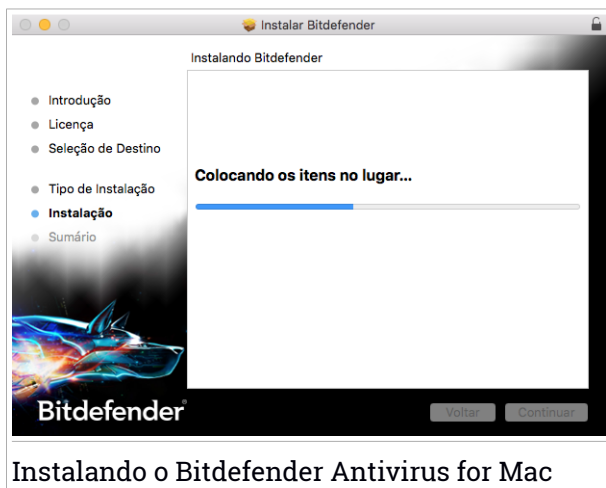 Instalar Bitdefender
Instalando Bitdefender
Introdução
Licença
Seleção de Destino
Tipo de Instalação
Instalação
Sumário
Colocando os itens no lugar...
Bitdefender
Voltar
Continuar
Instalando o Bitdefender Antivirus for Mac